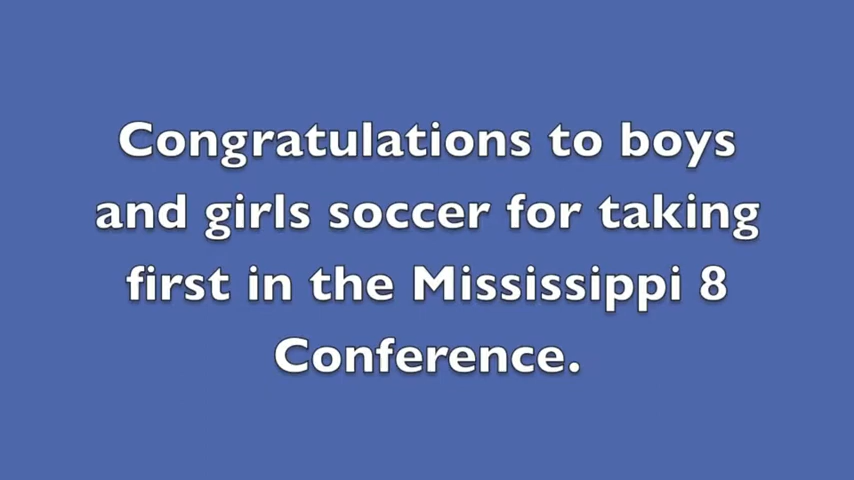 Congratulations to boys
and girls soccer for taking
first in the Mississippi 8
Conference.